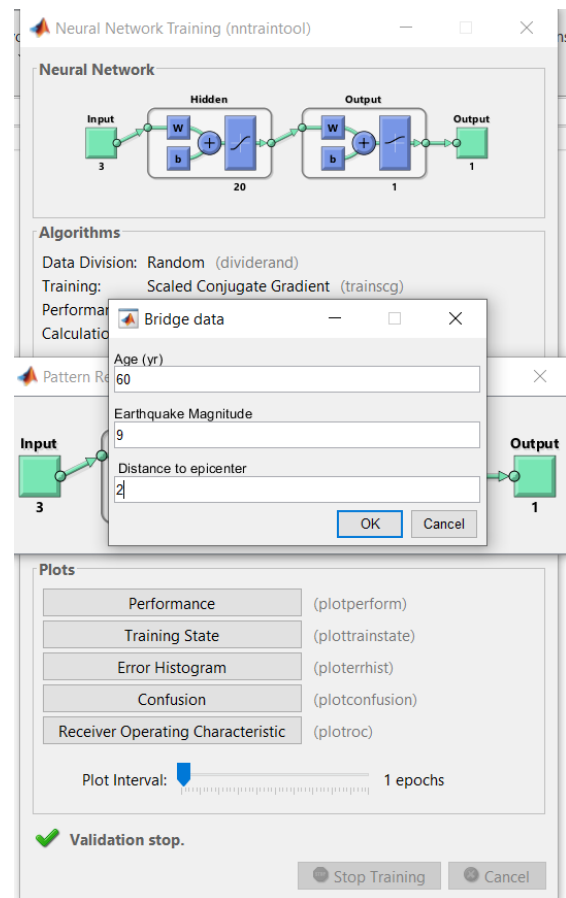 Neural Network Training (nntraintool)
Neural Network
Hidden
Output
Input
W
b
W
b
Output
3
20
1
1
Algorithms
Data Division: Random (dividerand)
Training: Scaled Conjugate Gradient (trainscg)
Bridge data
Age (yr)
60
Earthquake Magnitude
9
Distance to epicenter
2
OK Cancel
Input
3
Output
1
Plots
Performance (plotperform)
Training State (plottrainstate)
Error Histogram (ploterrhist)
Confusion (plotconfusion)
Receiver Operating Characteristic (plotroc)
Plot Interval: 1 epochs
Validation stop.
Stop Training Cancel